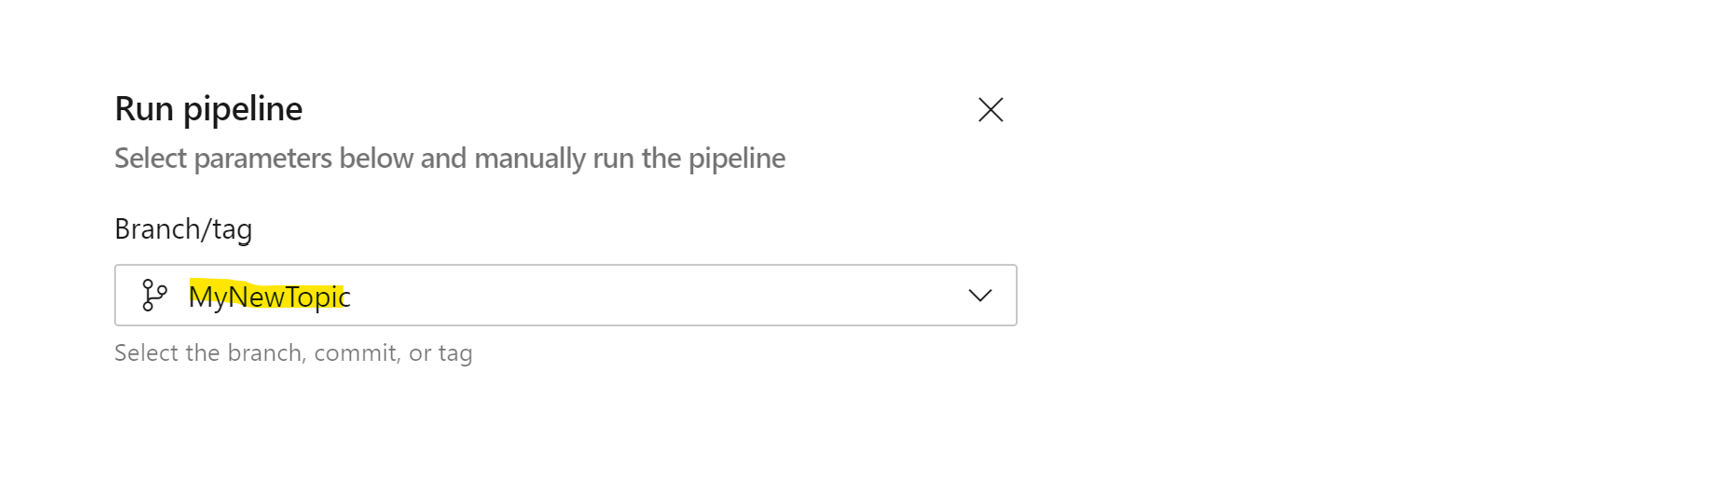 Run pipeline
Select parameters below and manually run the pipeline
Branch/tag
MyNewTopic
Select the branch, commit, or tag